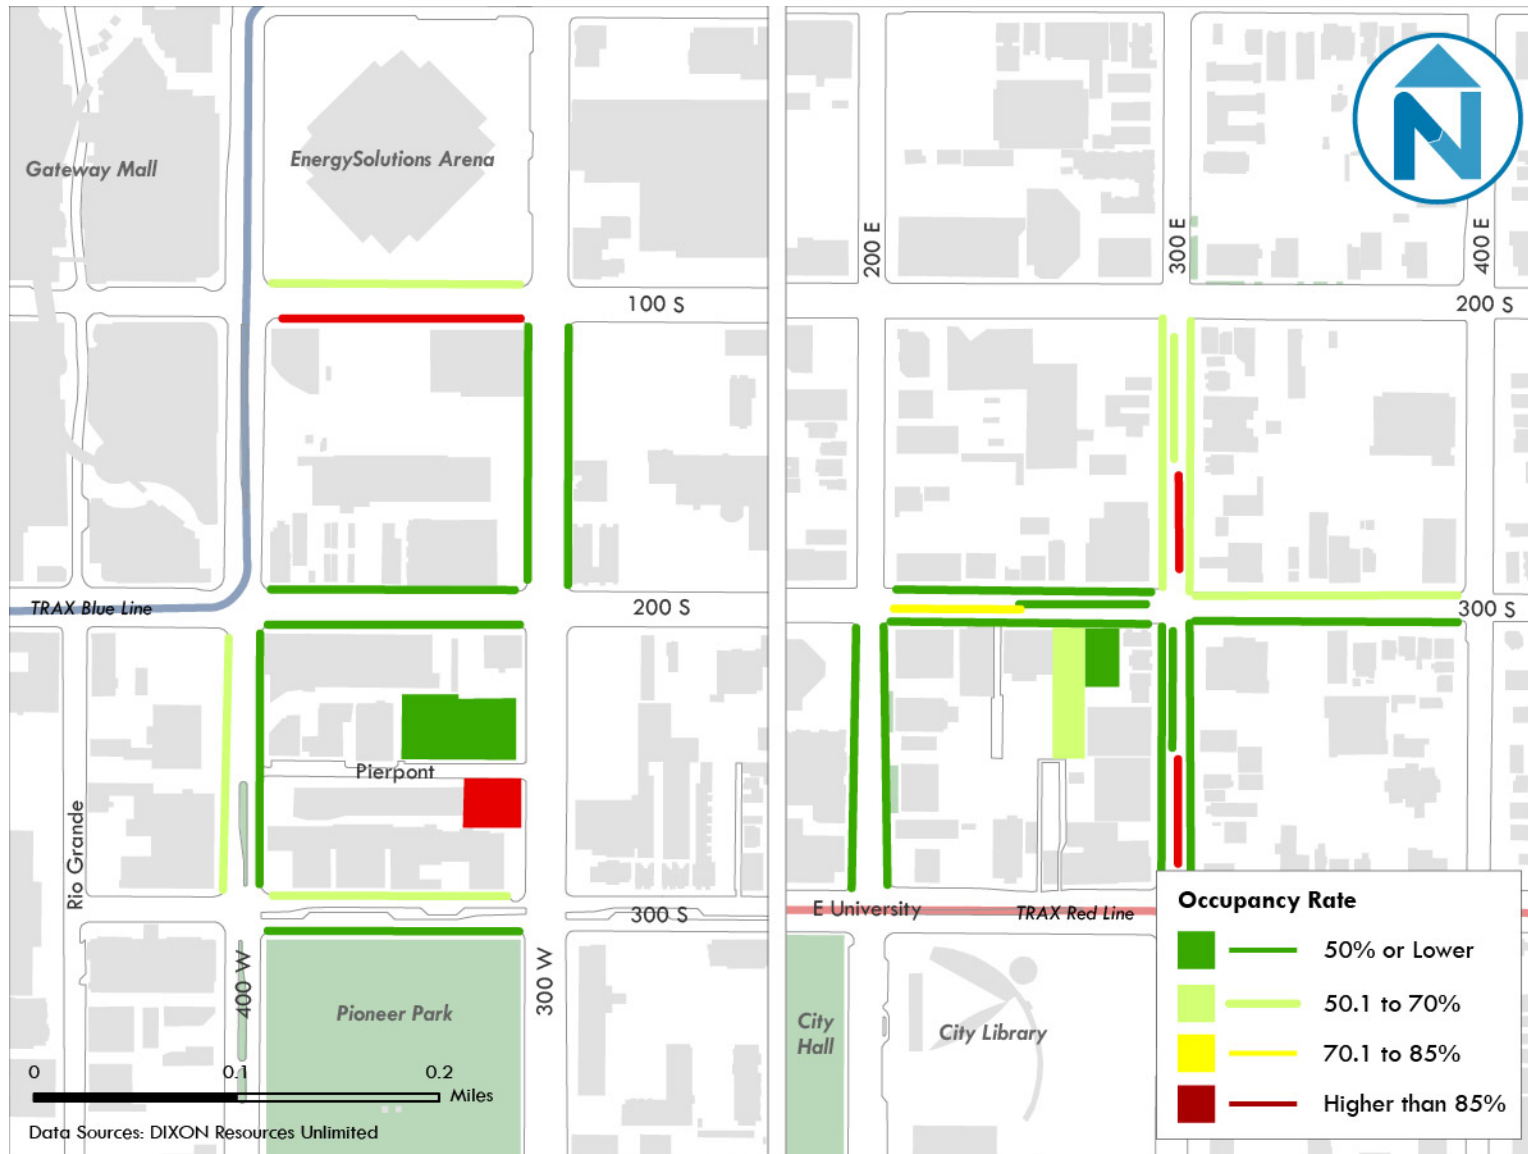 Gateway Mall
EnergySolutions Arena
N
200 E
300 E
400 E
100 S
200 S
TRAX Blue Line
200 S
300 S
Pierpont
Rio Grande
E University
TRAX Red Line
300 S
400 W
300 W
Pioneer Park
City
Hall
City Library
Occupancy Rate
50% or Lower
50.1 to 70%
70.1 to 85%
Higher than 85%
0 0.1 0.2
Miles
Data Sources: DIXON Resources Unlimited